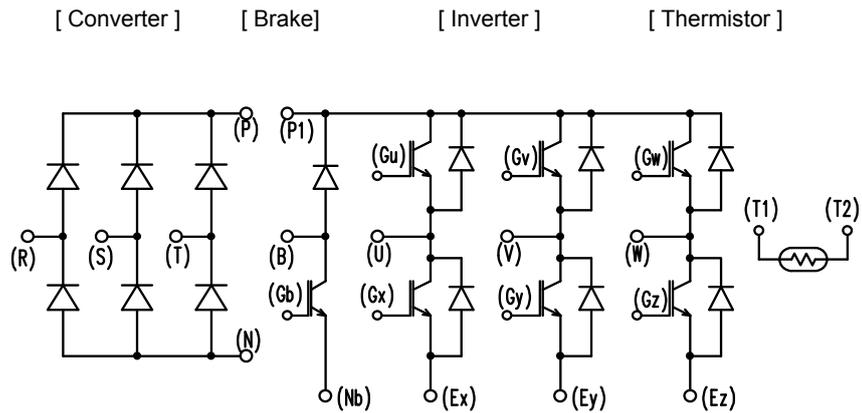 [ Converter ] [ Brake] [ Inverter ] [ Thermistor ]
(P) (P1)
(Gu) (Gv) (Gw)
(T1) (T2)
(R) (S) (T) (B) (U) (V) (W)
(Gb) (Gx) (Gy) (Gz)
(N)
(Nb) (Ex) (Ey) (Ez)